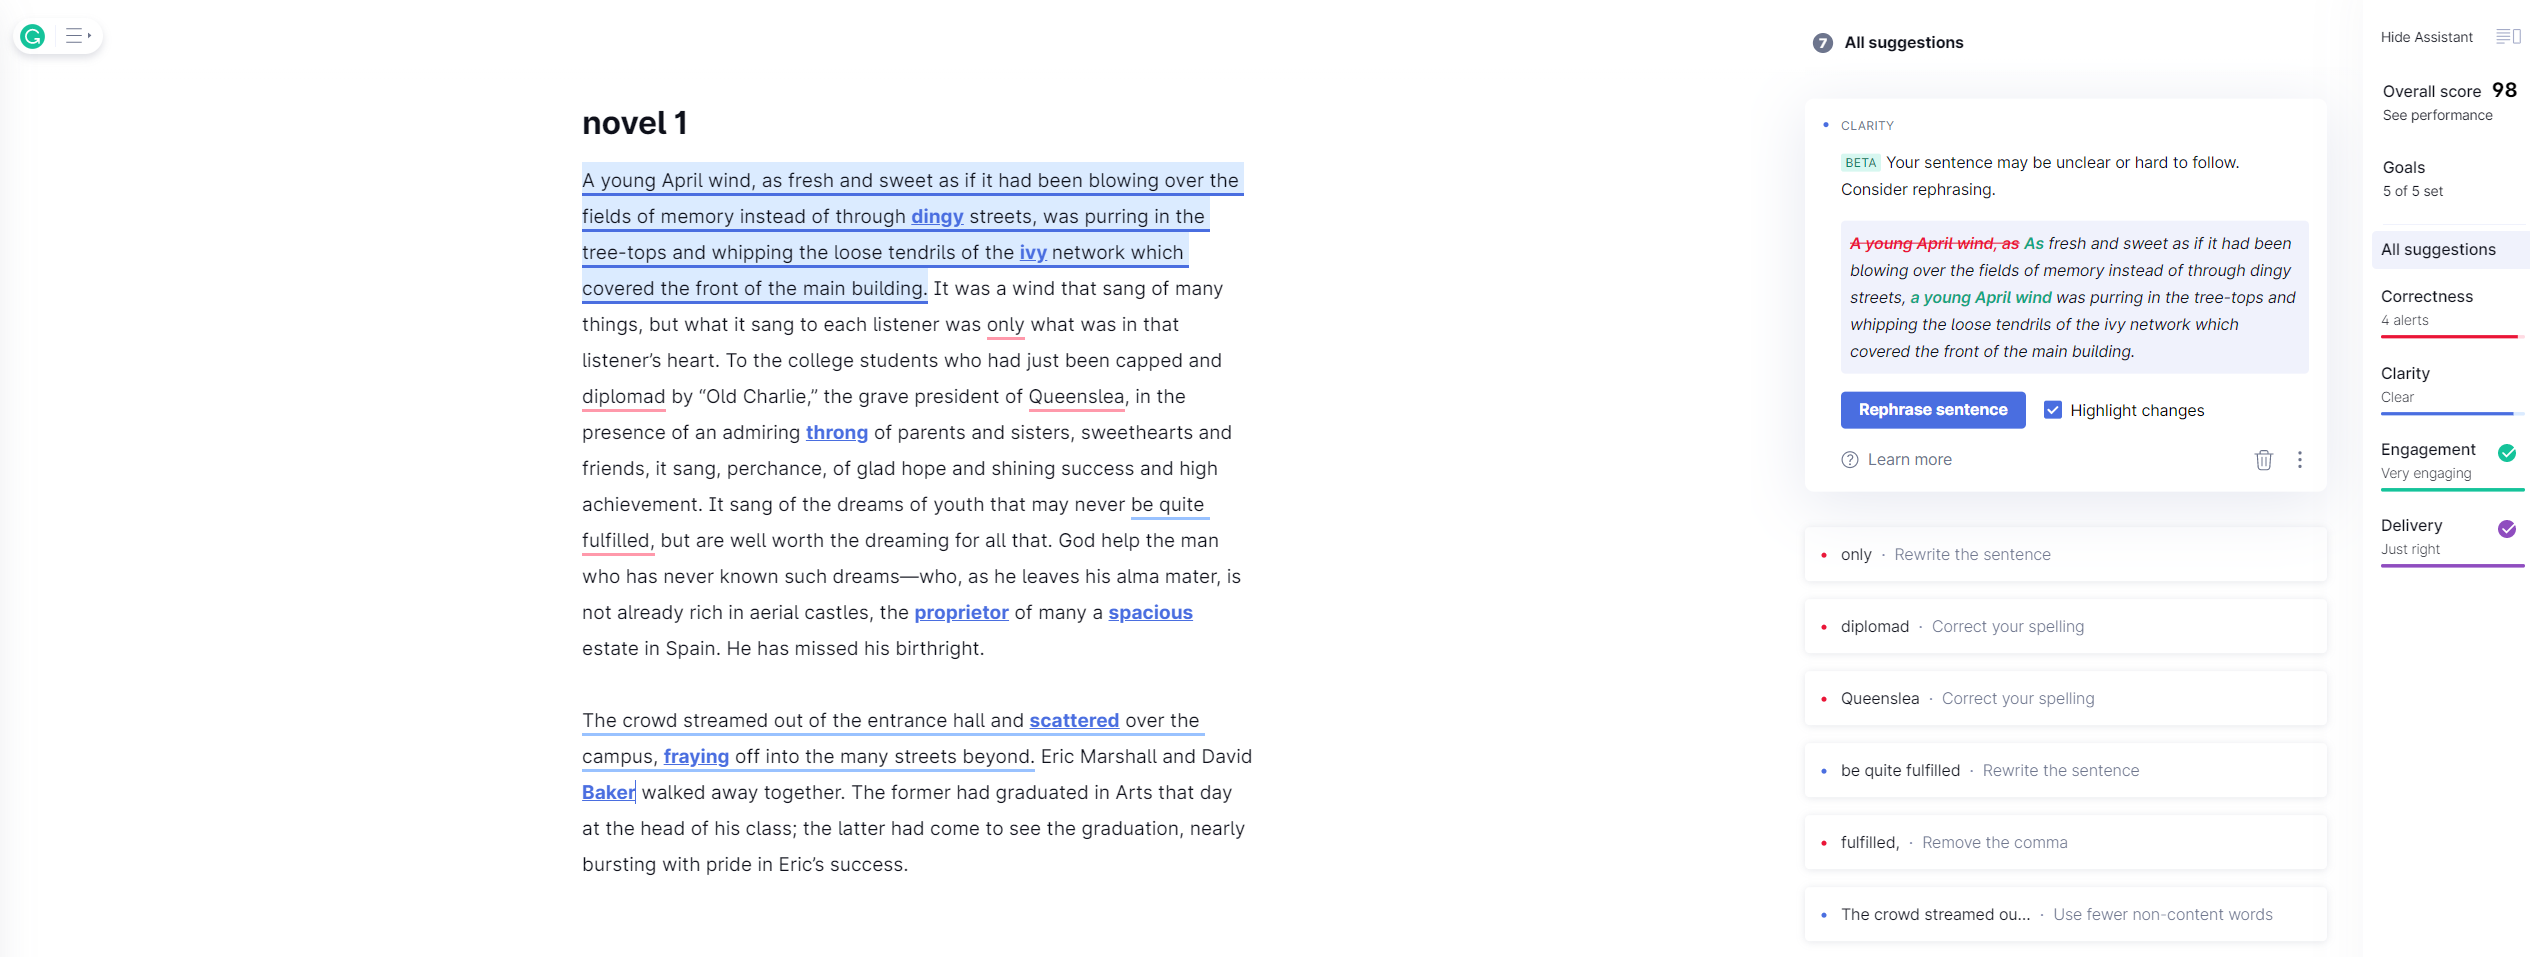 novel 1
A young April wind, as fresh and sweet as if it had been blowing over the
fields of memory instead of through dingy streets, was purring in the
tree-tops and whipping the loose tendrils of the ivy network which
covered the front of the main building. It was a wind that sang of many
things, but what it sang to each listener was only what was in that
listener’s heart. To the college students who had just been capped and
diplomad by “Old Charlie,” the grave president of Queenslea, in the
presence of an admiring throng of parents and sisters, sweethearts and
friends, it sang, perchance, of glad hope and shining success and high
achievement. It sang of the dreams of youth that may never be quite
fulfilled, but are well worth the dreaming for all that. God help the man
who has never known such dreams—who, as he leaves his alma mater, is
not already rich in aerial castles, the proprietor of many a spacious
estate in Spain. He has missed his birthright.
The crowd streamed out of the entrance hall and scattered over the
campus, fraying off into the many streets beyond. Eric Marshall and David
Baker walked away together. The former had graduated in Arts that day
at the head of his class; the latter had come to see the graduation, nearly
bursting with pride in Eric’s success.
7 All suggestions
CLARITY
BETA Your sentence may be unclear or hard to follow.
Consider rephrasing.
A young April wind, as As fresh and sweet as if it had been
blowing over the fields of memory instead of through dingy
streets, a young April wind was purring in the tree-tops and
whipping the loose tendrils of the ivy network which
covered the front of the main building.
Rephrase sentence Highlight changes
Learn more
only · Rewrite the sentence
diplomad · Correct your spelling
Queenslea · Correct your spelling
be quite fulfilled · Rewrite the sentence
fulfilled, · Remove the comma
The crowd streamed ou... · Use fewer non-content words
Hide Assistant
Overall score 98
See performance
Goals
5 of 5 set
All suggestions
Correctness
4 alerts
Clarity
Clear
Engagement
Very engaging
Delivery
Just right